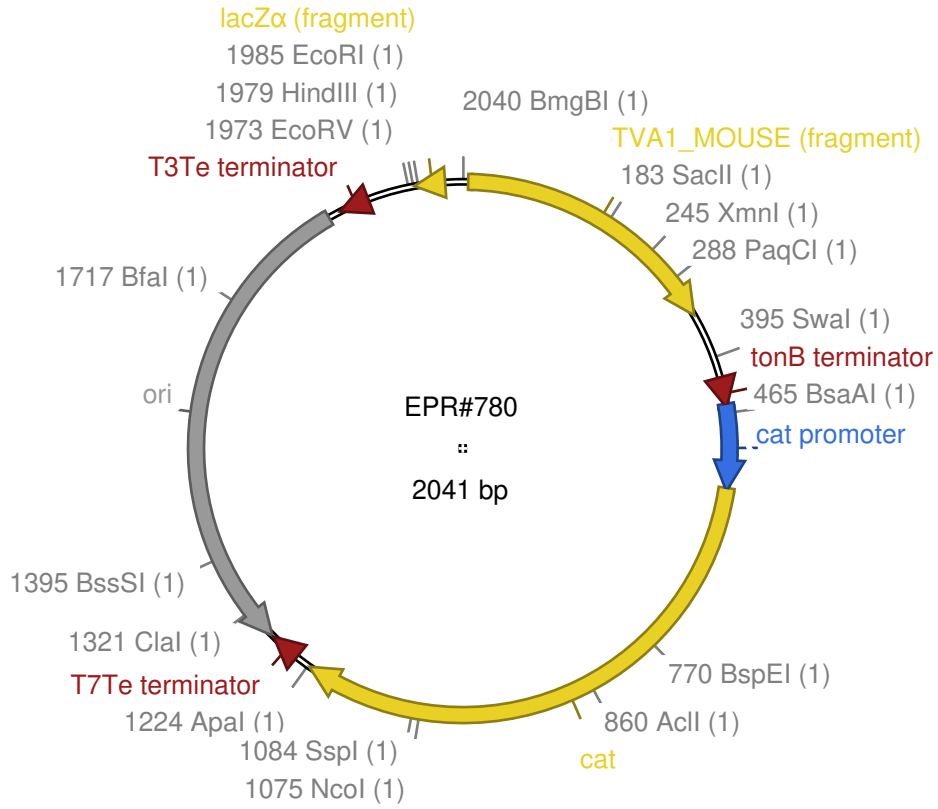 lacZα (fragment)
1985 EcoRI (1)
1979 HindIII (1)
1973 EcoRV (1)
T3Te terminator
2040 BmgBI (1)
TVA1_MOUSE (fragment)
183 SacII (1)
245 XmnI (1)
288 PaqCI (1)
1717 BfaI (1)
395 SwaI (1)
tonB terminator
465 BsaAI (1)
cat promoter
ori
EPR#780
2041 bp
1395 BssSI (1)
1321 ClaI (1)
T7Te terminator
1224 ApaI (1)
1084 SspI (1)
1075 NcoI (1)
770 BspEI (1)
860 AclI (1)
cat